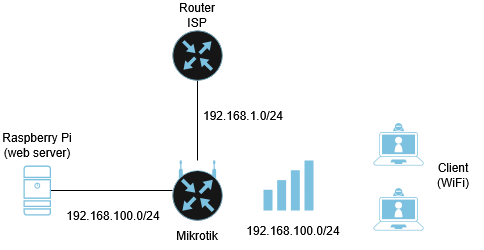 Router
ISP
192.168.1.0/24
Raspberry Pi
(web server)
192.168.100.0/24
Mikrotik
192.168.100.0/24
Client
(WiFi)